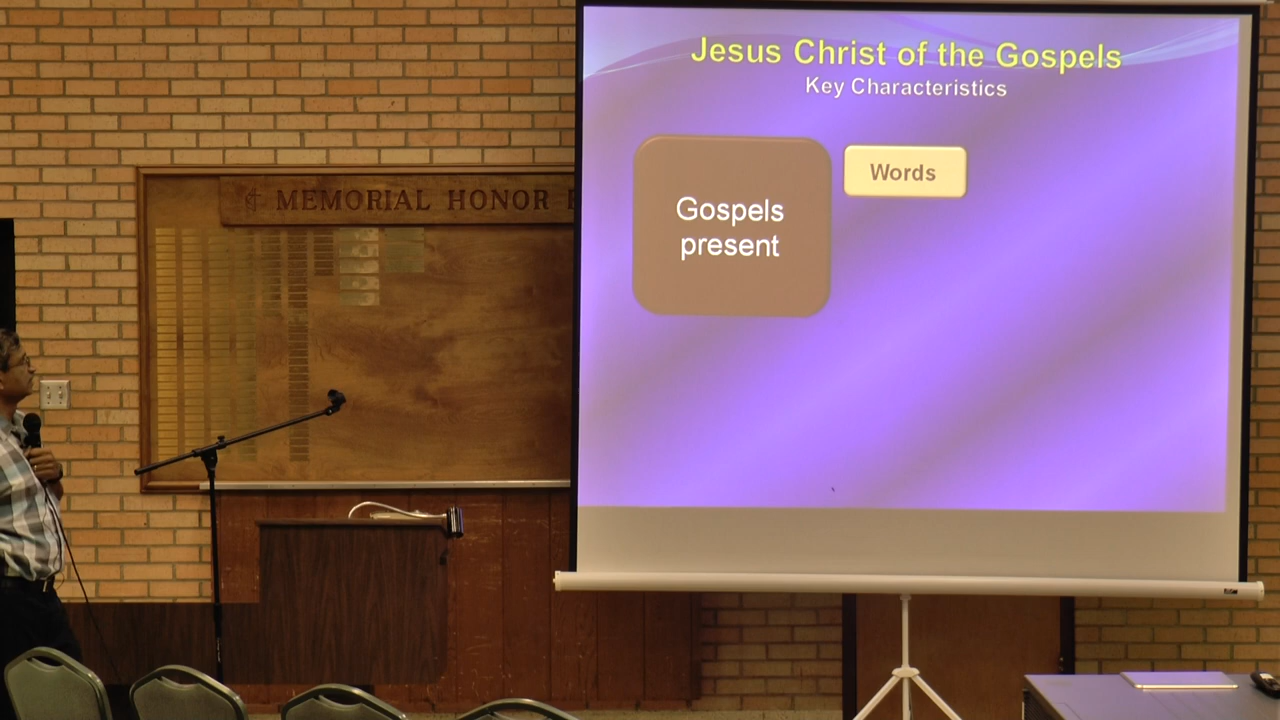 Jesus Christ of the Gospels
Key Characteristics
Gospels
present
Words
MEMORIAL HONOR